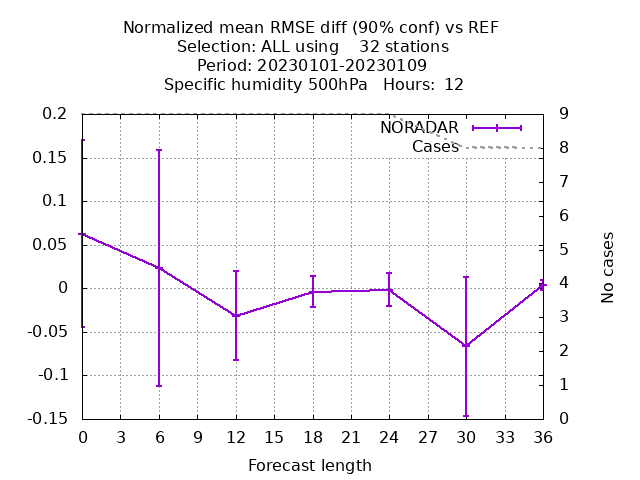 Normalized mean RMSE diff (90% conf) vs REF
Selection: ALL using    32 stations
Period: 20230101-20230109
Specific humidity 500hPa   Hours:  12
0.2
0.15
0.1
0.05
0
-0.05
-0.1
-0.15
9
8
7
6
5
4
3
2
1
0
NORADAR
Cases
No cases
0 3 6 9 12 15 18 21 24 27 30 33 36
Forecast length